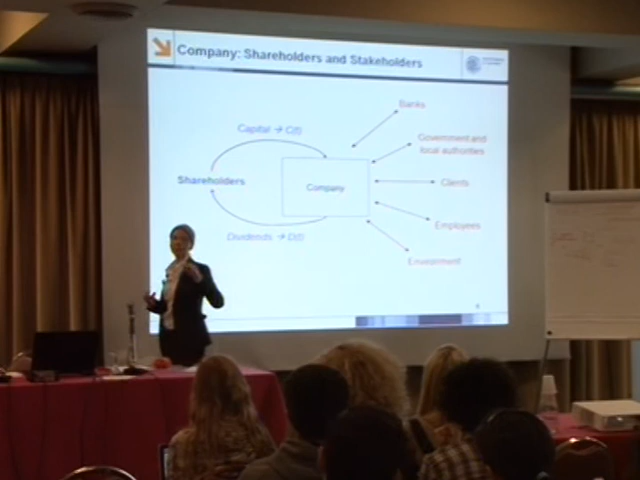 Company: Shareholders and Stakeholders
Banks
Capital → C(t)
Government and
local authorities
Shareholders
Company
Clients
Employees
Dividends → D(t)
Environment